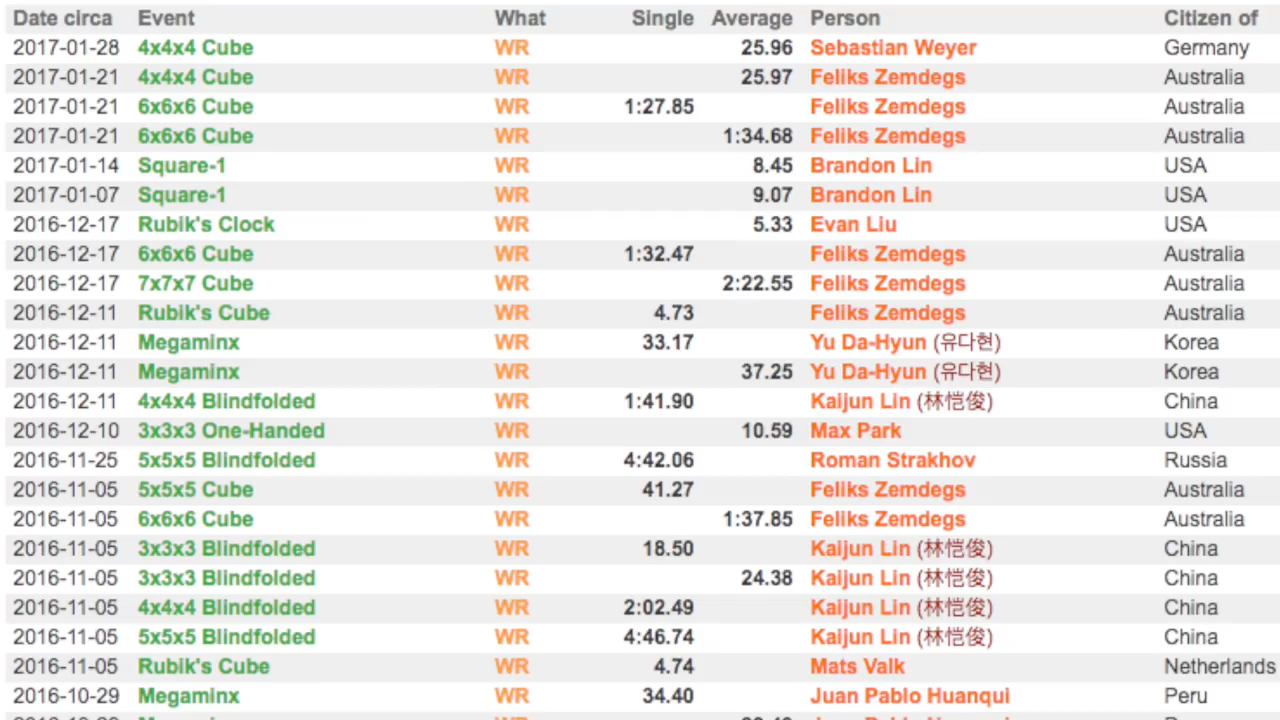 Date circa Event What Single Average Person Citizen of
2017-01-28 4x4x4 Cube WR 25.96 Sebastian Weyer Germany
2017-01-21 4x4x4 Cube WR 25.97 Feliks Zemdegs Australia
2017-01-21 6x6x6 Cube WR 1:27.85 Feliks Zemdegs Australia
2017-01-21 6x6x6 Cube WR 1:34.68 Feliks Zemdegs Australia
2017-01-14 Square-1 WR 8.45 Brandon Lin USA
2017-01-07 Square-1 WR 9.07 Brandon Lin USA
2016-12-17 Rubik's Clock WR 5.33 Evan Liu USA
2016-12-17 6x6x6 Cube WR 1:32.47 Feliks Zemdegs Australia
2016-12-17 7x7x7 Cube WR 2:22.55 Feliks Zemdegs Australia
2016-12-11 Rubik's Cube WR 4.73 Feliks Zemdegs Australia
2016-12-11 Megaminx WR 33.17 Yu Da-Hyun (유다현) Korea
2016-12-11 Megaminx WR 37.25 Yu Da-Hyun (유다현) Korea
2016-12-11 4x4x4 Blindfolded WR 1:41.90 Kaijun Lin (林恺俊) China
2016-12-10 3x3x3 One-Handed WR 10.59 Max Park USA
2016-11-25 5x5x5 Blindfolded WR 4:42.06 Roman Strakhov Russia
2016-11-05 5x5x5 Cube WR 41.27 Feliks Zemdegs Australia
2016-11-05 6x6x6 Cube WR 1:37.85 Feliks Zemdegs Australia
2016-11-05 3x3x3 Blindfolded WR 18.50 Kaijun Lin (林恺俊) China
2016-11-05 3x3x3 Blindfolded WR 24.38 Kaijun Lin (林恺俊) China
2016-11-05 4x4x4 Blindfolded WR 2:02.49 Kaijun Lin (林恺俊) China
2016-11-05 5x5x5 Blindfolded WR 4:46.74 Kaijun Lin (林恺俊) China
2016-11-05 Rubik's Cube WR 4.74 Mats Valk Netherlands
2016-10-29 Megaminx WR 34.40 Juan Pablo Huanqui Peru